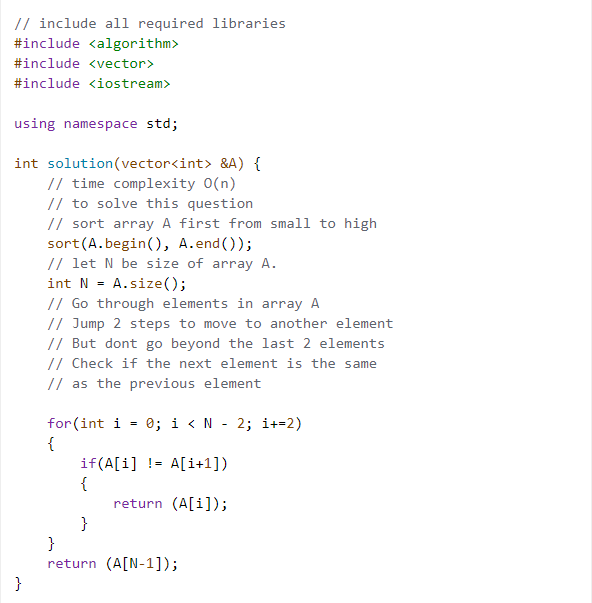 // include all required libraries
#include <algorithm>
#include <vector>
#include <iostream>

using namespace std;

int solution(vector<int> &A) {
    // time complexity O(n)
    // to solve this question
    // sort array A first from small to high
    sort(A.begin(), A.end());
    // let N be size of array A.
    int N = A.size();
    // Go through elements in array A
    // Jump 2 steps to move to another element
    // But dont go beyond the last 2 elements
    // Check if the next element is the same
    // as the previous element

    for(int i = 0; i < N - 2; i+=2)
    {
        if(A[i] != A[i+1])
        {
            return (A[i]);
        }
    }
    return (A[N-1]);
}